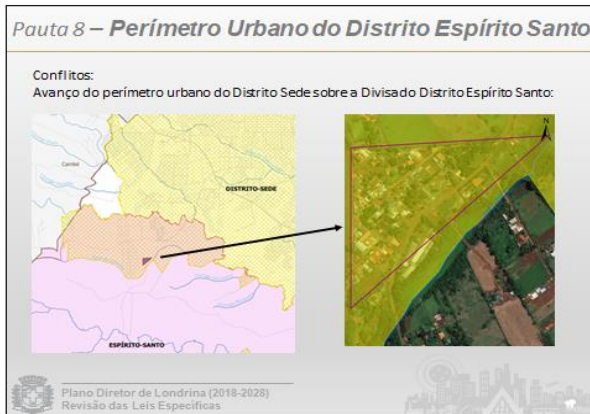 Pauta 8 – Perímetro Urbano do Distrito Espírito Santo
Conflitos:
Avanço do perímetro urbano do Distrito Sede sobre a Divisa do Distrito Espírito Santo:
Cambé
DISTRITO-SEDE
ESPÍRITO-SANTO
N
Plano Diretor de Londrina (2018-2028)
Revisão das Leis Específicas